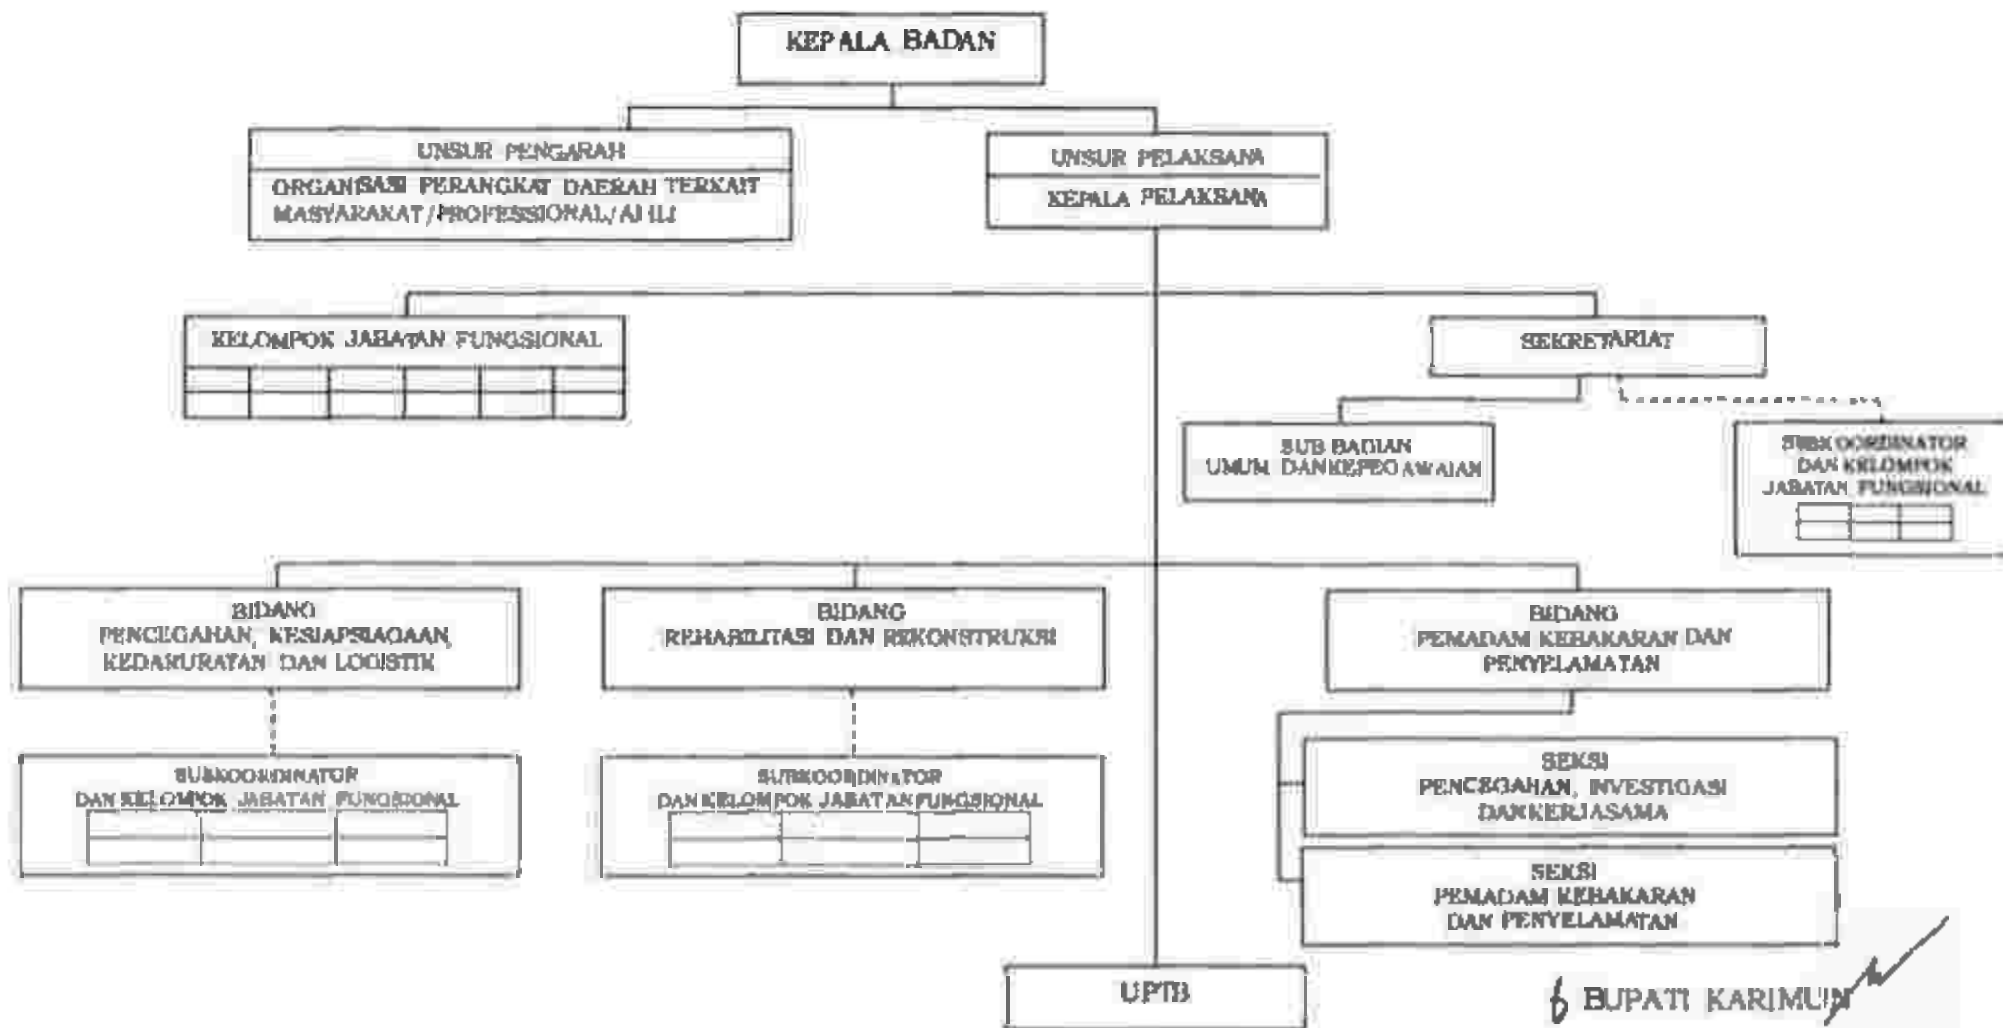 KEPALA BADAN
UNSUR PENGARAH
ORGANISASI PERANGKAT DAERAH TERKAIT
MASYARAKAT/PROFESSIONAL/AHLI
UNSUR PELAKSANA
KEPALA PELAKSANA
KELOMPOK JABATAN FUNGSIONAL
SEKRETARIAT
SUB BAGIAN
UMUM DAN KEPEGAWAIAN
SUBKOORDINATOR
DAN KELOMPOK
JABATAN FUNGSIONAL
BIDANG
PENCEGAHAN, KESIAPSIAGAAN,
KEDARURATAN DAN LOGISTIK
BIDANG
REHABILITASI DAN REKONSTRUKSI
BIDANG
PEMADAM KEBAKARAN DAN
PENYELAMATAN
SUBKOORDINATOR
DAN KELOMPOK JABATAN FUNGSIONAL
SUBKOORDINATOR
DAN KELOMPOK JABATAN FUNGSIONAL
SEKSI
PENCEGAHAN, INVESTIGASI
DAN KERJASAMA
SEKSI
PEMADAM KEBAKARAN
DAN PENYELAMATAN
UPTB
BUPATI KARIMUN